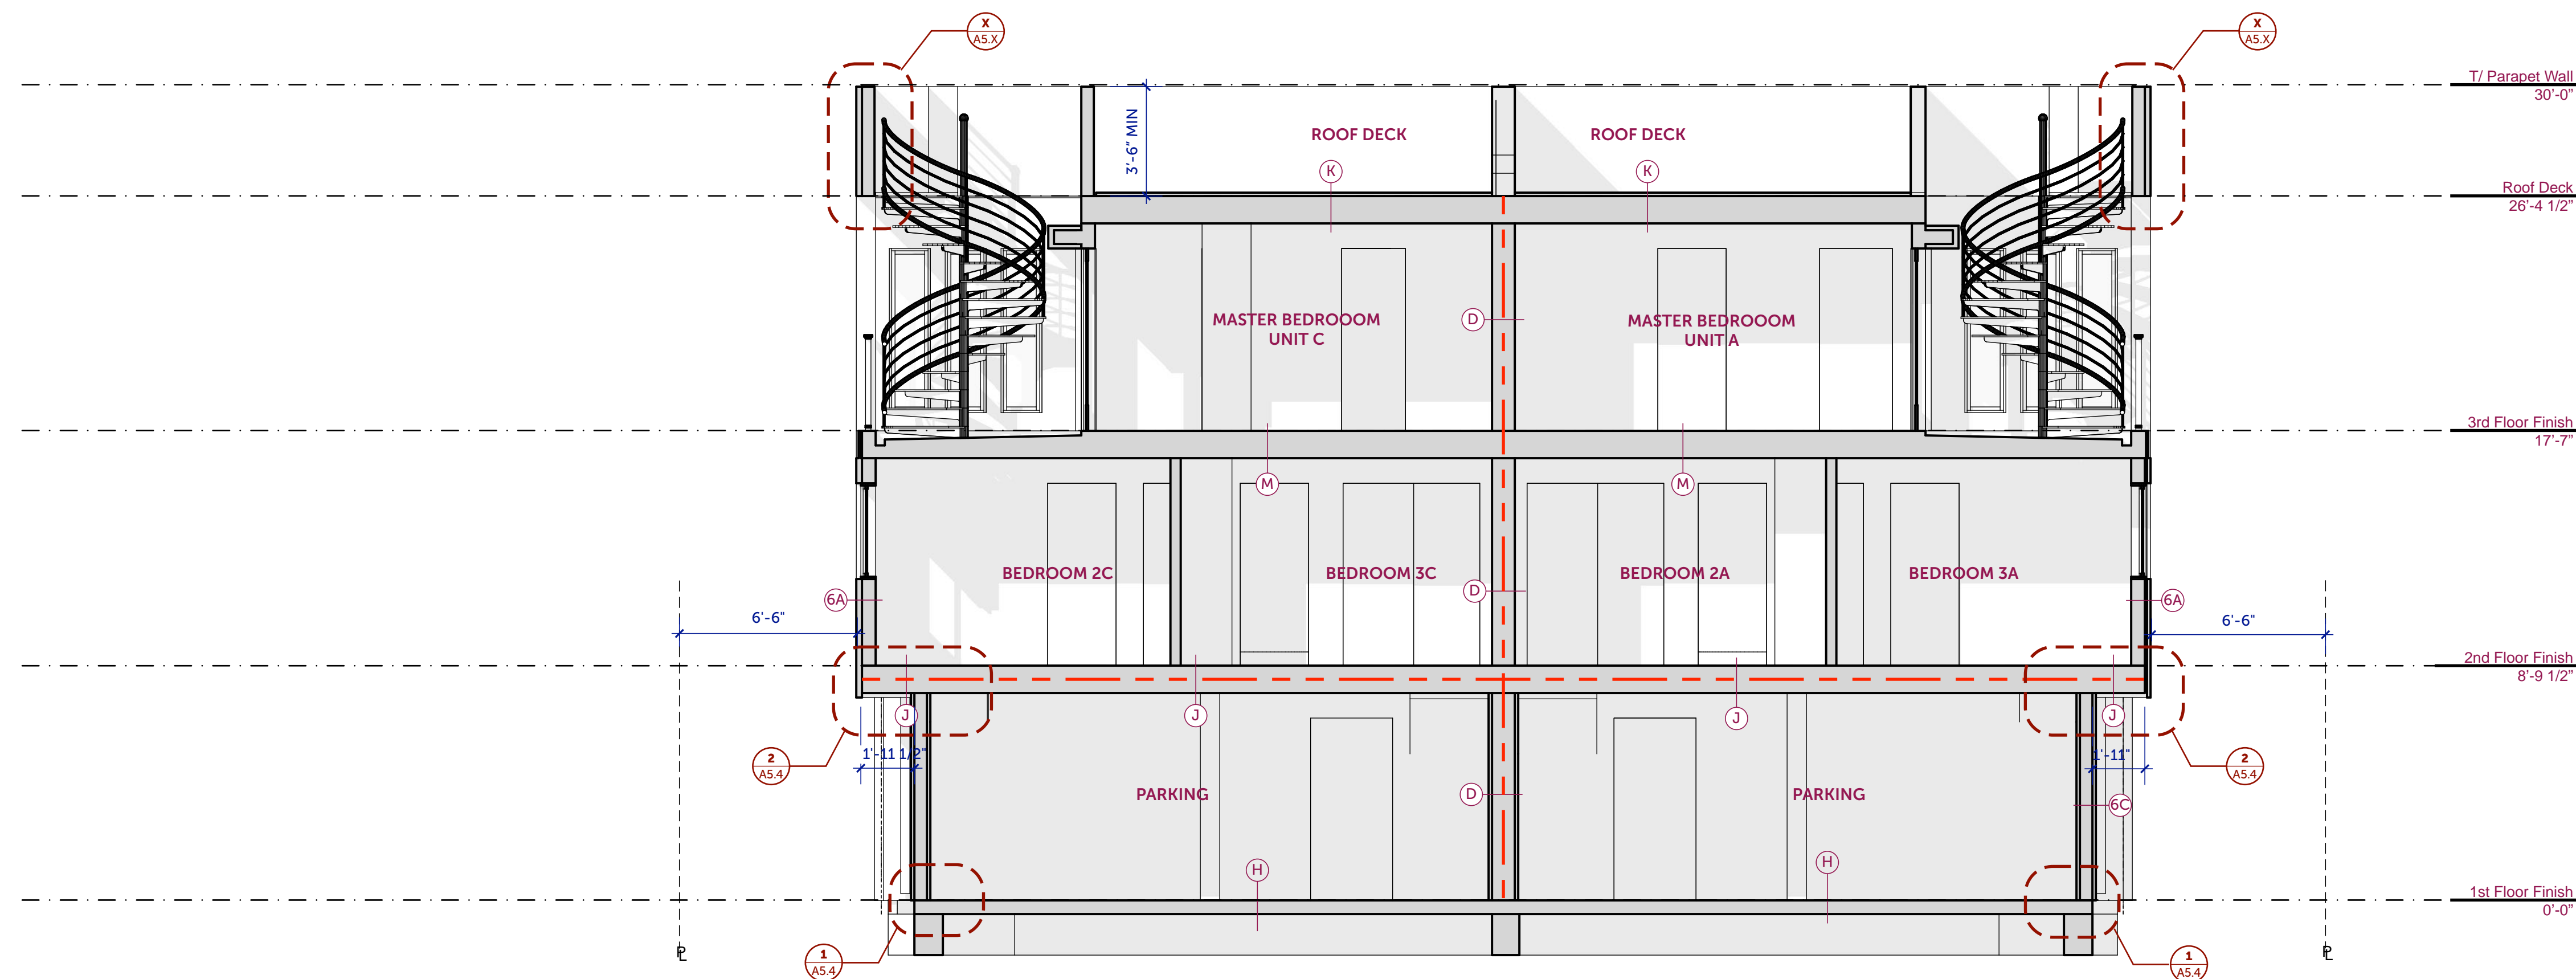 X
A5.X
X
A5.X
T/ Parapet Wall
30'-0"
3'-6" MIN
ROOF DECK
ROOF DECK
K
K
Roof Deck
26'-4 1/2"
MASTER BEDROOOM
UNIT C
D
MASTER BEDROOOM
UNIT A
3rd Floor Finish
17'-7"
M
M
BEDROOM 2C
BEDROOM 3C
D
BEDROOM 2A
BEDROOM 3A
6A
6A
6'-6"
6'-6"
2nd Floor Finish
8'-9 1/2"
J
J
J
J
2
A5.4
1'-11 1/2"
1'-11"
2
A5.4
PARKING
D
PARKING
6C
H
H
1st Floor Finish
0'-0"
PL
PL
1
A5.4
1
A5.4